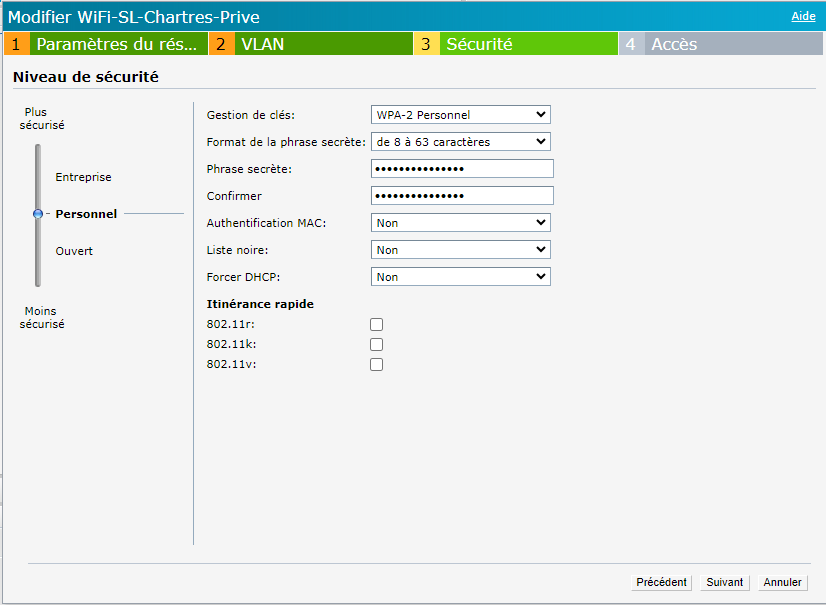 Modifier WiFi-SL-Chartres-Prive
Aide
1 Paramètres du rés... 2 VLAN 3 Sécurité 4 Accès
Niveau de sécurité
Plus
sécurisé
Entreprise
Personnel
Ouvert
Moins
sécurisé
Gestion de clés: WPA-2 Personnel
Format de la phrase secrète: de 8 à 63 caractères
Phrase secrète: •••••••••••••••
Confirmer •••••••••••••••
Authentification MAC: Non
Liste noire: Non
Forcer DHCP: Non
Itinérance rapide
802.11r:
802.11k:
802.11v:
Précédent Suivant Annuler